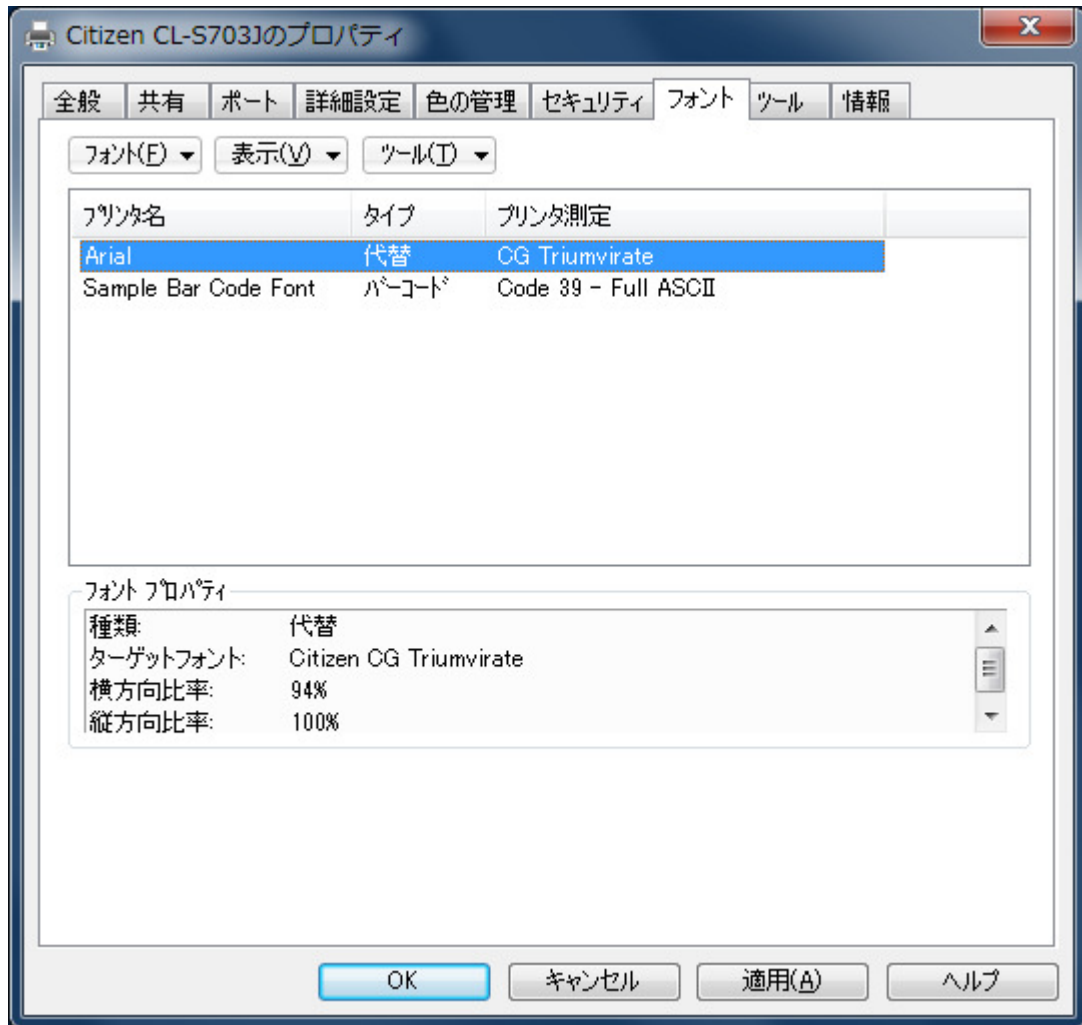 Citizen CL-S703Jのプロパティ
全般 共有 ポート 詳細設定 色の管理 セキュリティ フォント ツール 情報
フォント(F) 表示(V) ツール(T)
プリンタ名 タイプ プリンタ測定
Arial 代替 CG Triumvirate
Sample Bar Code Font バーコード Code 39 - Full ASCII
フォント プロパティ
種類: 代替
ターゲットフォント: Citizen CG Triumvirate
横方向比率: 94%
縦方向比率: 100%
OK キャンセル 適用(A) ヘルプ